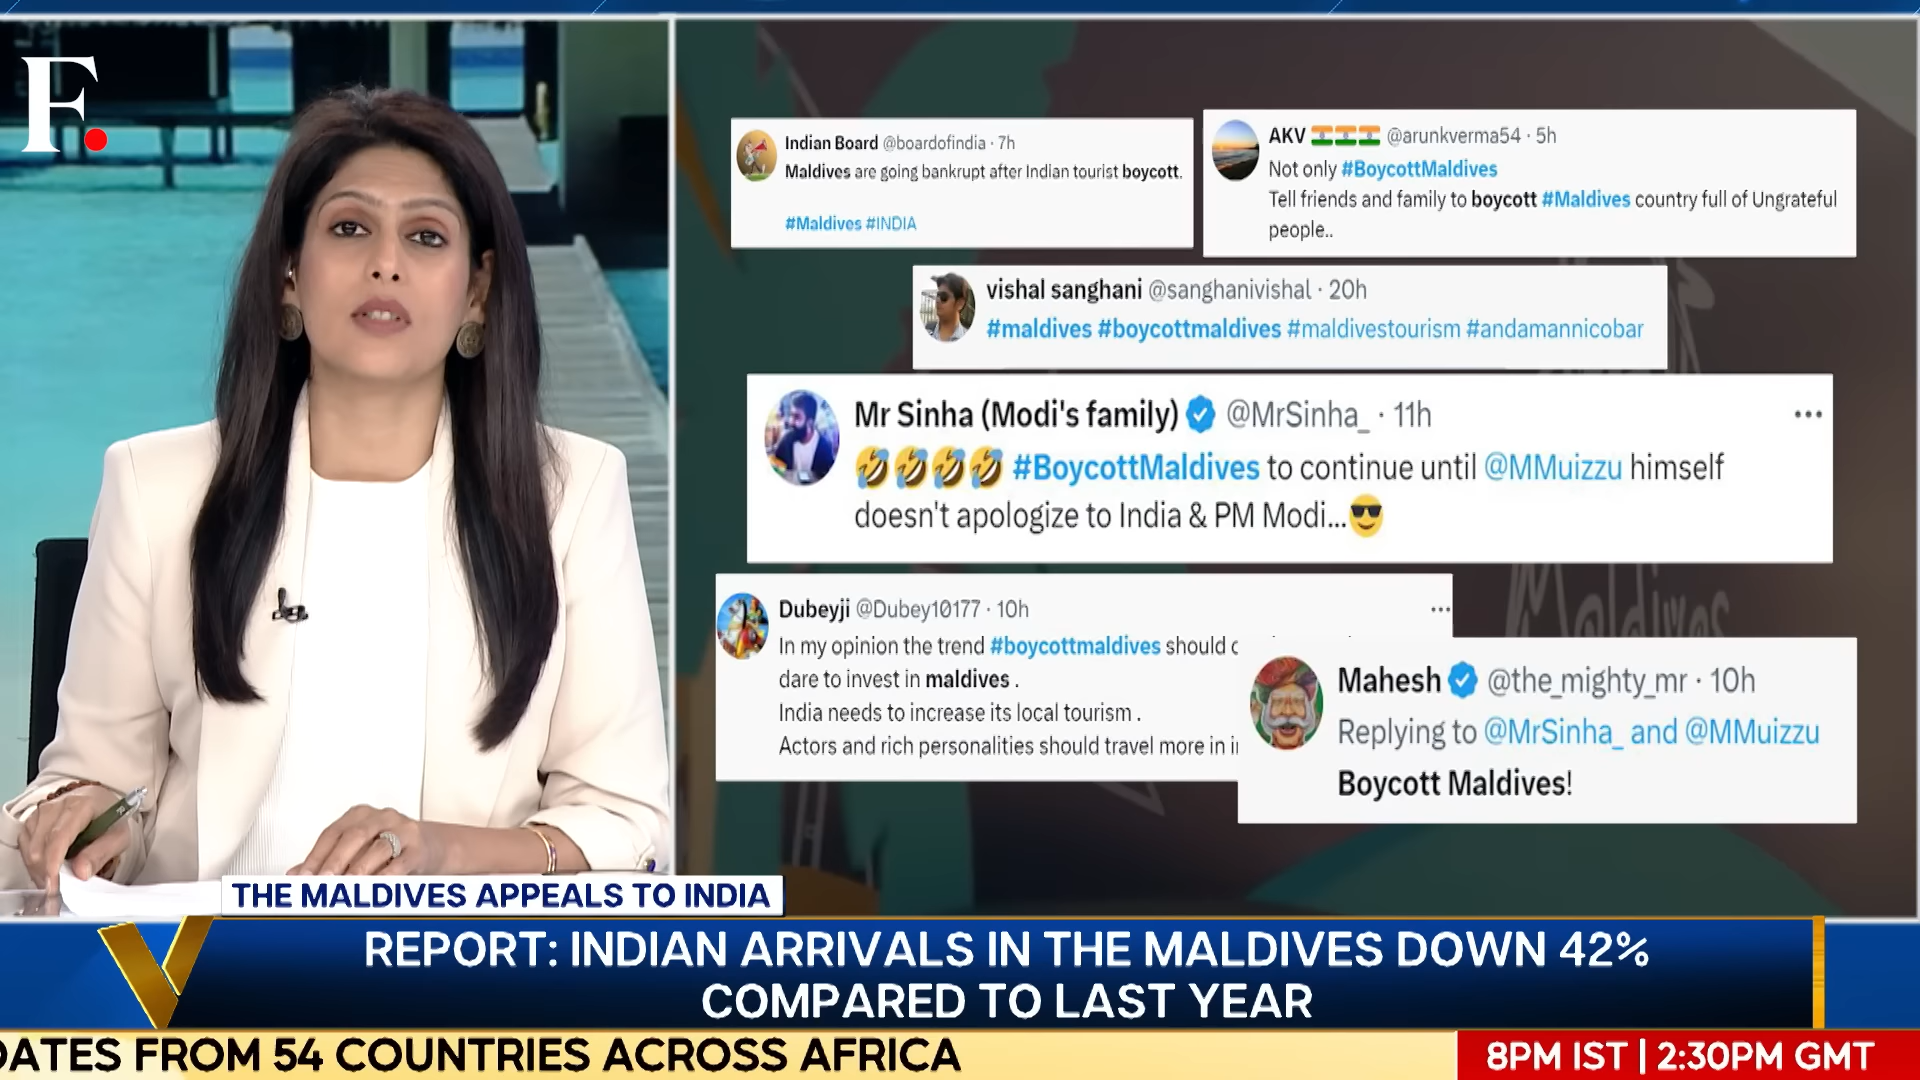 F.
Indian Board @boardofindia · 7h
Maldives are going bankrupt after Indian tourist boycott.
#Maldives #INDIA
AKV @arunkverma54 · 5h
Not only #BoycottMaldives
Tell friends and family to boycott #Maldives country full of Ungrateful
people..
vishal sanghani @sanghanivishal · 20h
#maldives #boycottmaldives #maldivestourism #andamannicobar
Mr Sinha (Modi's family) @MrSinha_ · 11h
🤣🤣🤣🤣 #BoycottMaldives to continue until @MMuizzu himself
doesn't apologize to India & PM Modi...😎
Dubeyji @Dubey10177 · 10h
In my opinion the trend #boycottmaldives should
dare to invest in maldives .
India needs to increase its local tourism .
Actors and rich personalities should travel more in
Mahesh @the_mighty_mr · 10h
Replying to @MrSinha_ and @MMuizzu
Boycott Maldives!
Maldives
THE MALDIVES APPEALS TO INDIA
V
REPORT: INDIAN ARRIVALS IN THE MALDIVES DOWN 42%
COMPARED TO LAST YEAR
DATES FROM 54 COUNTRIES ACROSS AFRICA
8PM IST | 2:30PM GMT